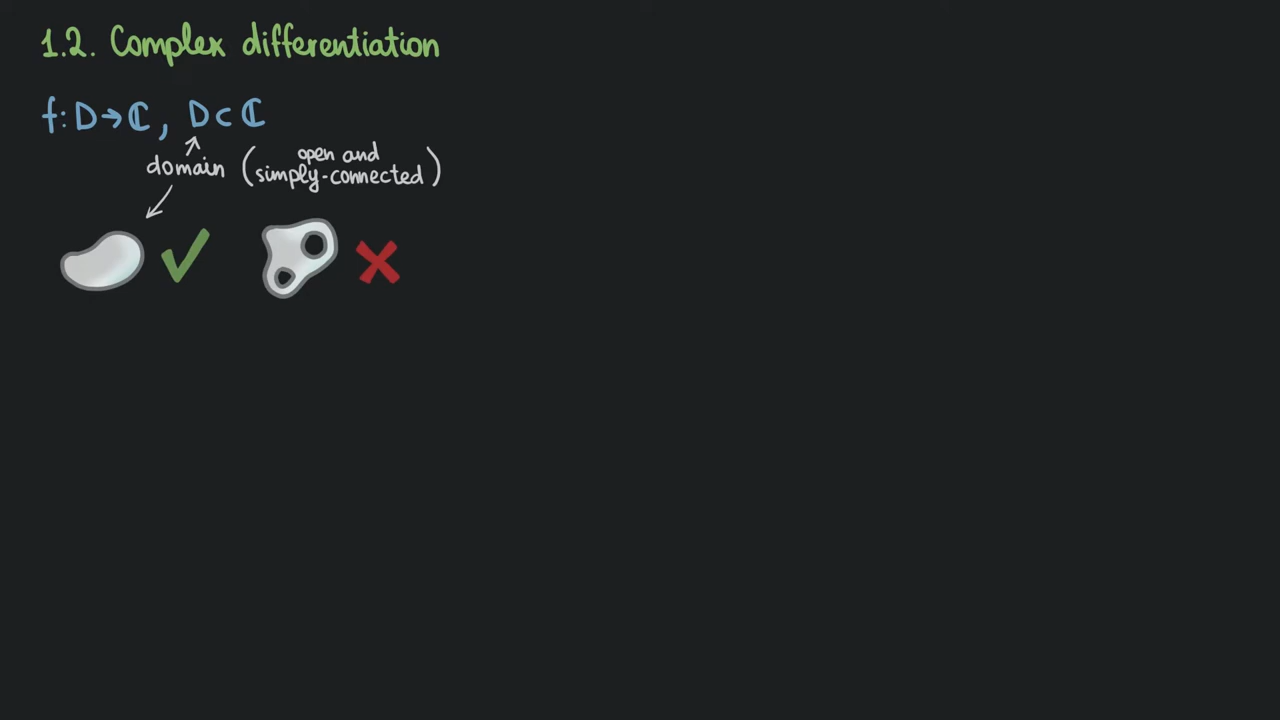 1.2. Complex differentiation
f: D→ℂ, D⊂ℂ
domain (open and
simply-connected)